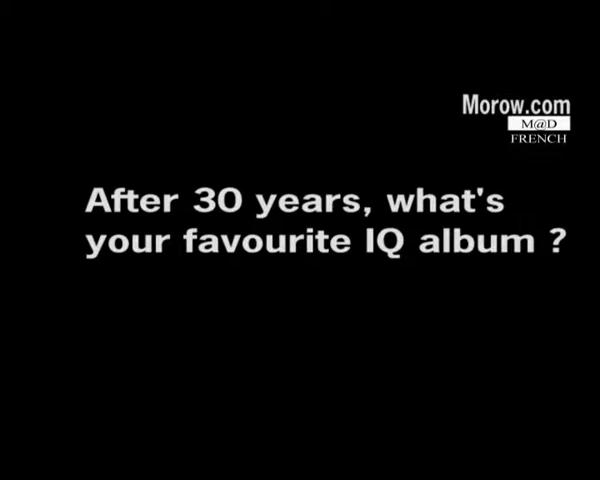 Morow.com
M@D
FRENCH
After 30 years, what's
your favourite IQ album ?